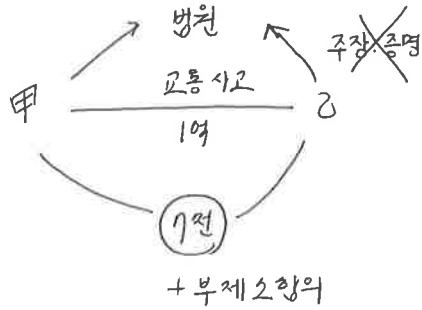 법원
주장·증명
교통사고
甲 乙
1억
7천
+ 부제소합의